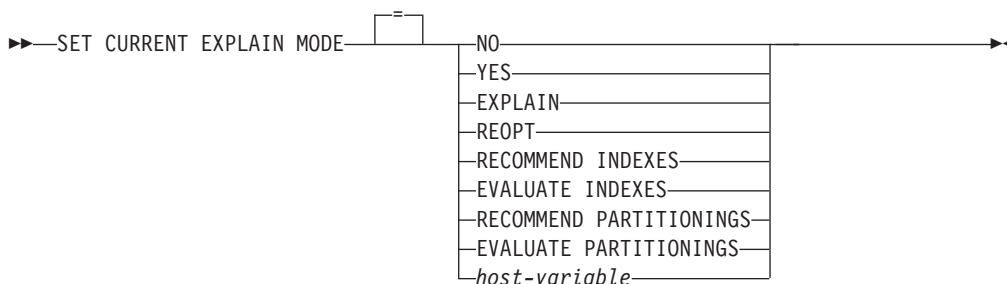 =
SET CURRENT EXPLAIN MODE NO
YES
EXPLAIN
REOPT
RECOMMEND INDEXES
EVALUATE INDEXES
RECOMMEND PARTITIONINGS
EVALUATE PARTITIONINGS
host-variable